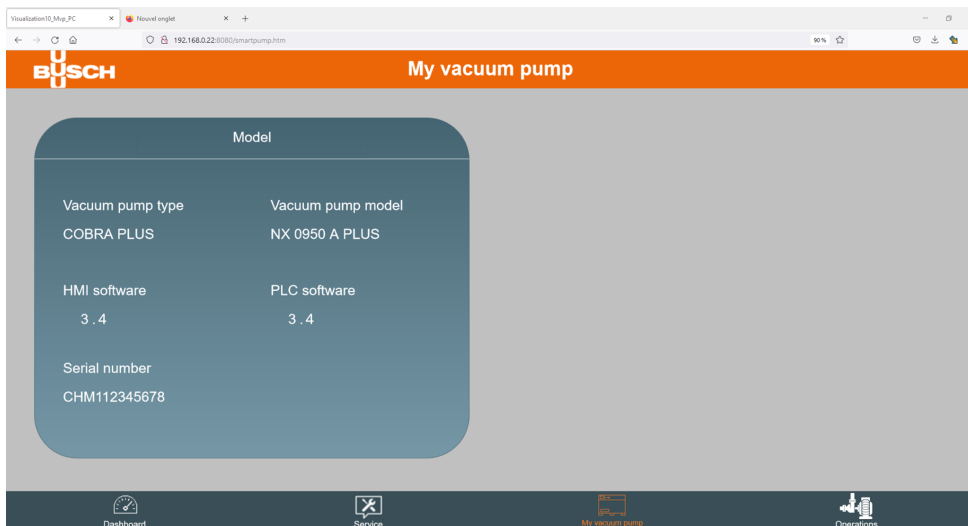 Visualization10_Mvp_PC
Nouvel onglet
192.168.0.22:8080/smartpump.htm
90 %
BUSCH
My vacuum pump
Model
Vacuum pump type
Vacuum pump model
COBRA PLUS
NX 0950 A PLUS
HMI software
PLC software
3 . 4
3 . 4
Serial number
CHM112345678
Dashboard
Service
My vacuum pump
Operations